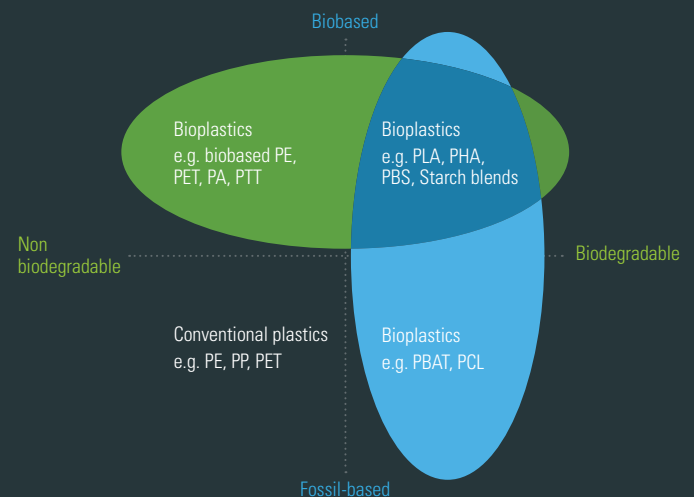 Biobased
Bioplastics
e.g. biobased PE,
PET, PA, PTT
Bioplastics
e.g. PLA, PHA,
PBS, Starch blends
Non
biodegradable
Biodegradable
Conventional plastics
e.g. PE, PP, PET
Bioplastics
e.g. PBAT, PCL
Fossil-based